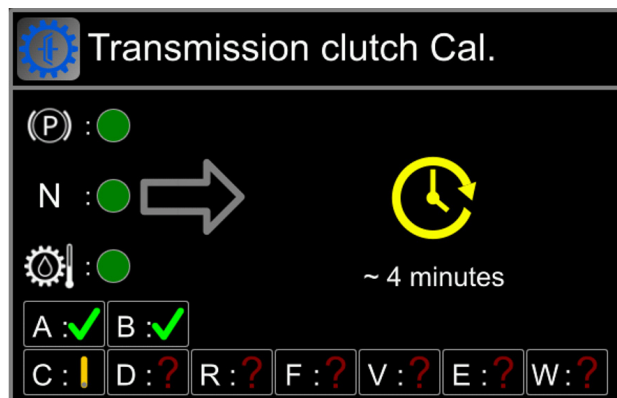 Transmission clutch Cal.
(P) :
N :
:
~ 4 minutes
A : B :
C : D : ? R : ? F : ? V : ? E : ? W : ?